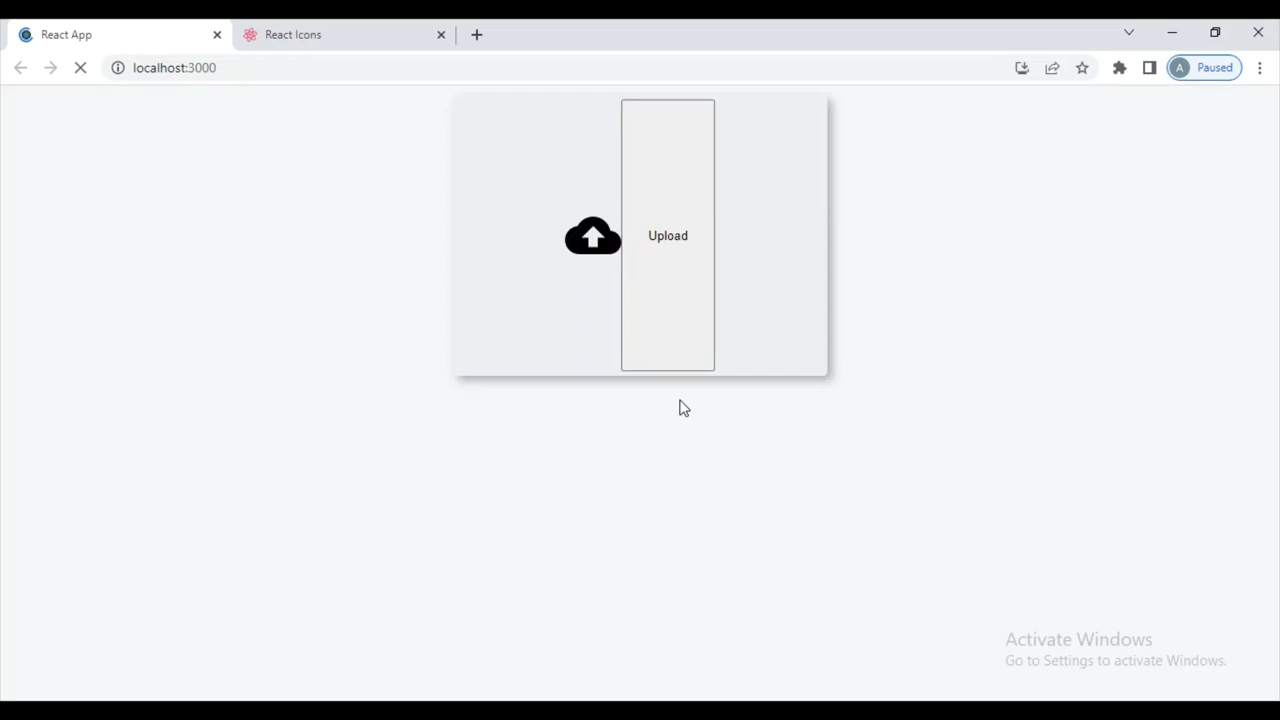 React App
React Icons
localhost:3000
A Paused
Upload
Activate Windows
Go to Settings to activate Windows.